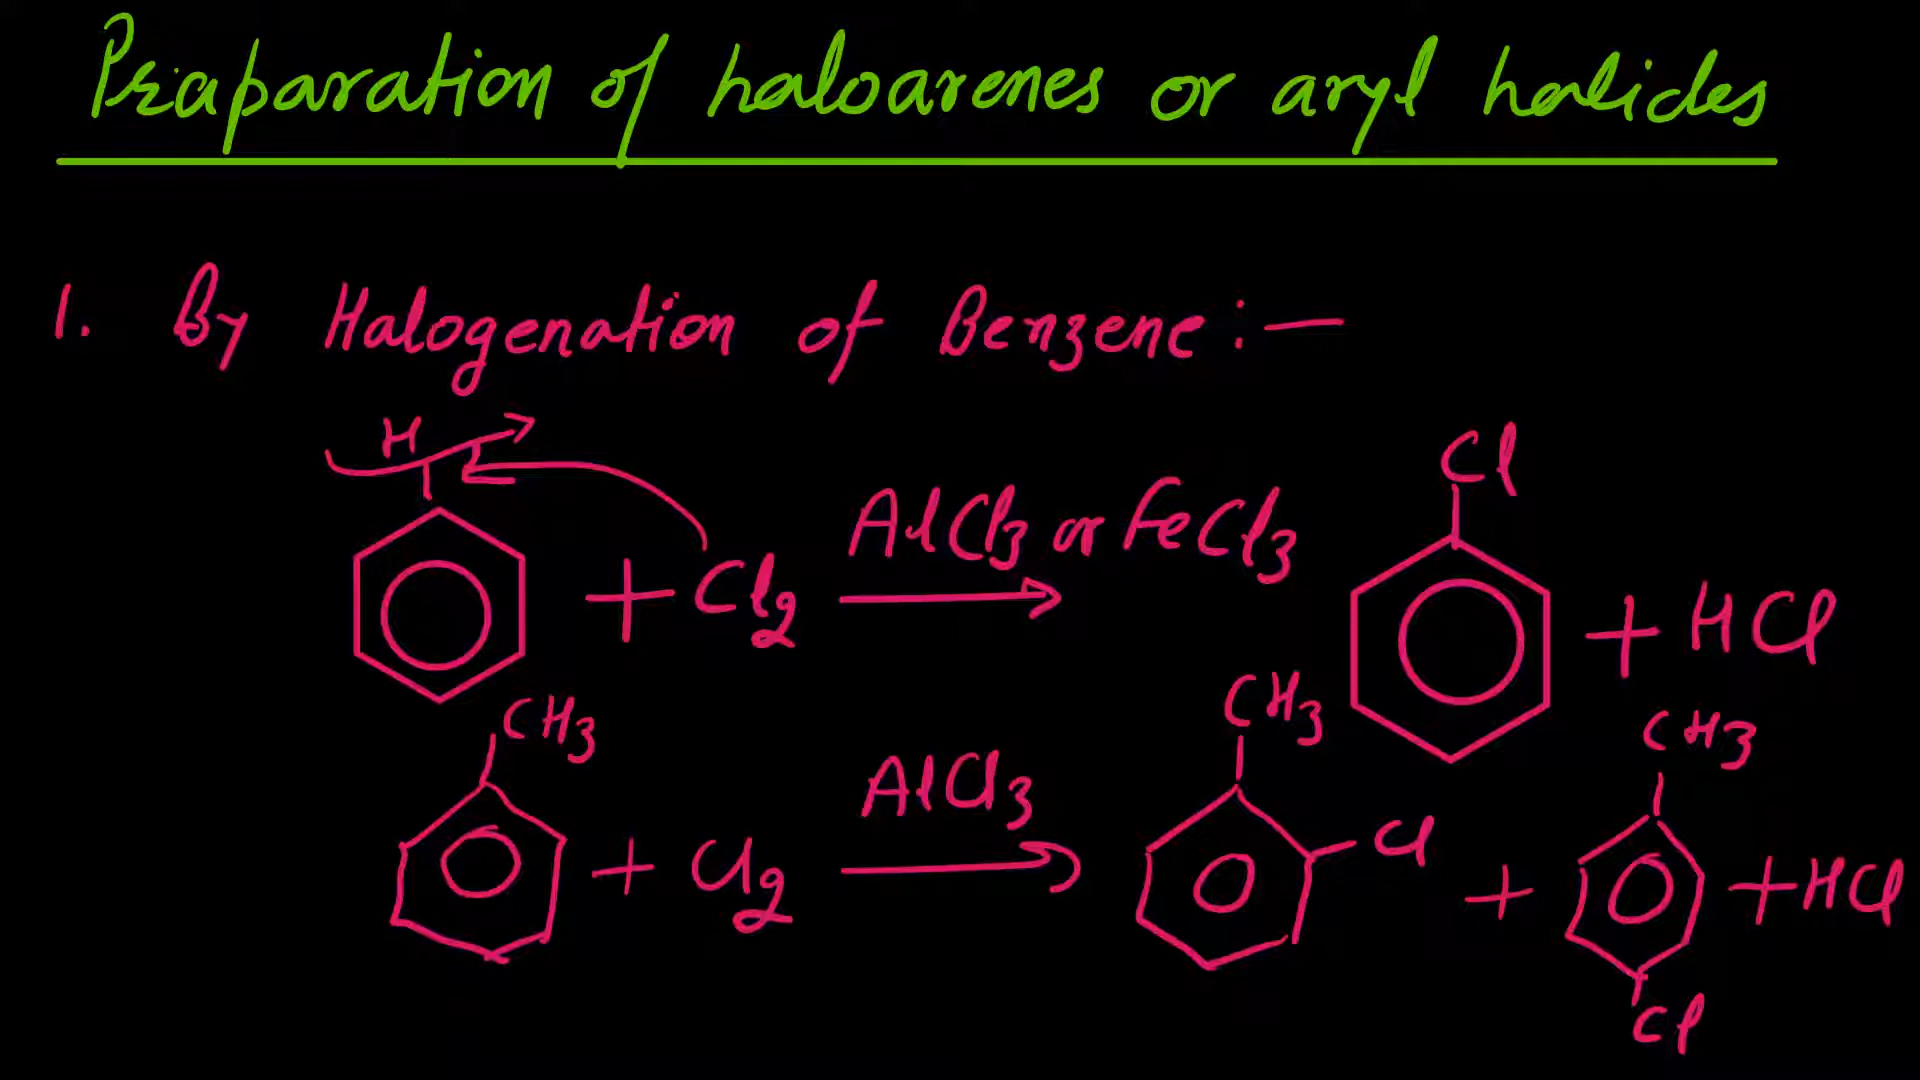 Praparation of haloarenes or aryl halides
1. By Halogenation of Benzene:—
H
Cl
+ Cl2 AlCl3 or FeCl3 + HCl
CH3 CH3 CH3
+ Cl2 AlCl3 Cl + + HCl
Cl